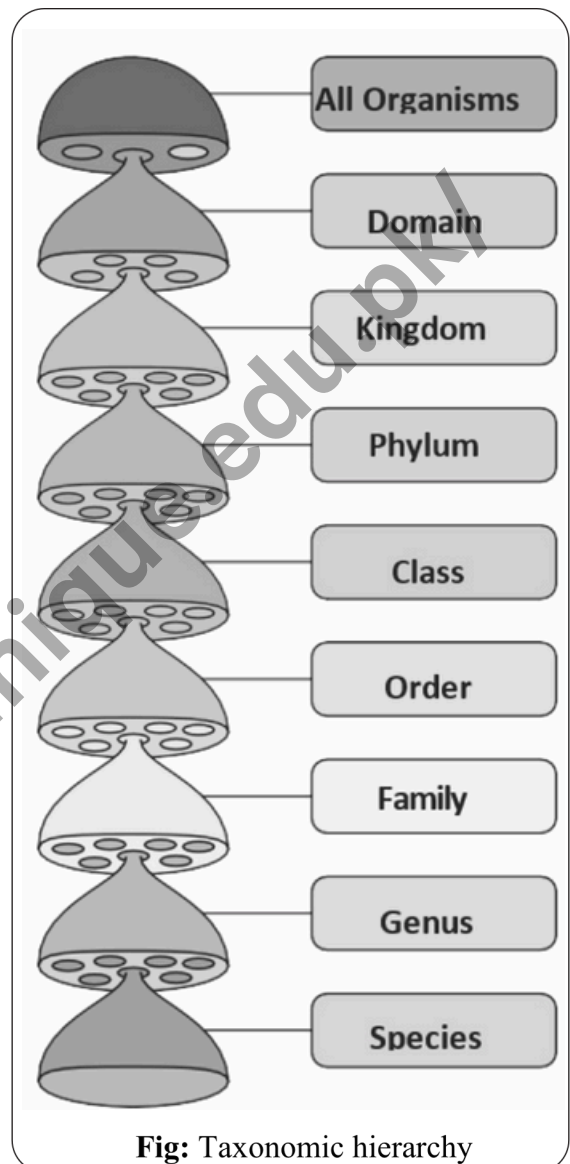 All Organisms
Domain
Kingdom
Phylum
Class
Order
Family
Genus
Species
Fig: Taxonomic hierarchy